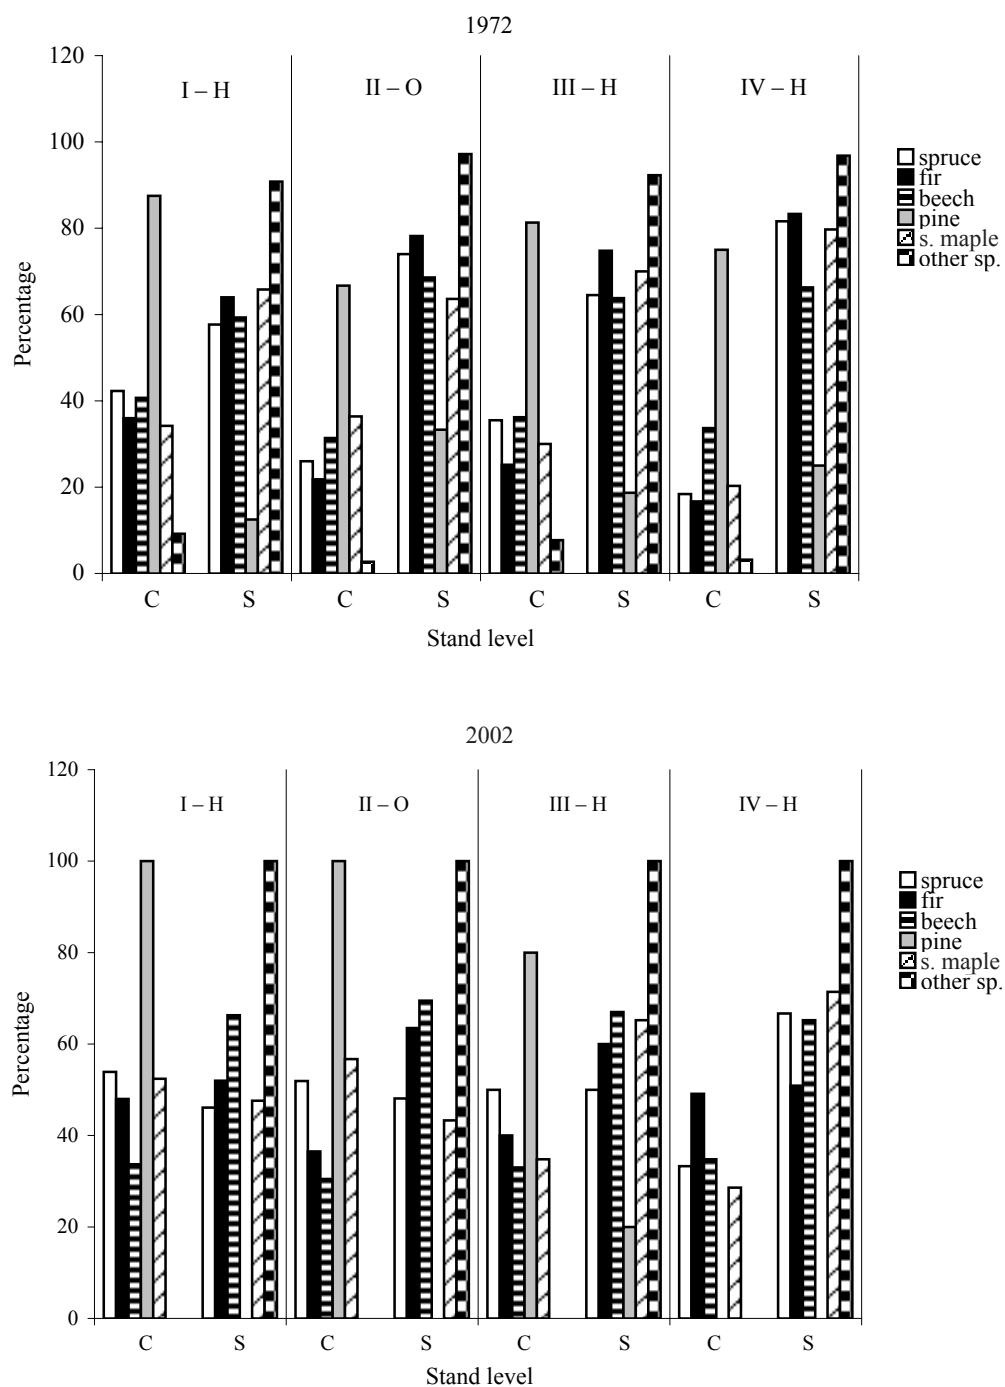 1972
120
100
80
60
40
20
0
Percentage
I – H
II – O
III – H
IV – H
spruce
fir
beech
pine
s. maple
other sp.
C S C S C S C S
Stand level
2002
120
100
80
60
40
20
0
Percentage
I – H
II – O
III – H
IV – H
spruce
fir
beech
pine
s. maple
other sp.
C S C S C S C S
Stand level